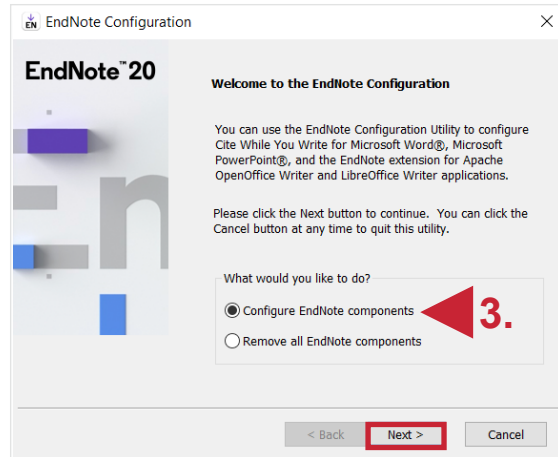 EndNote Configuration
EndNote™ 20
Welcome to the EndNote Configuration
You can use the EndNote Configuration Utility to configure
Cite While You Write for Microsoft Word®, Microsoft
PowerPoint®, and the EndNote extension for Apache
OpenOffice Writer and LibreOffice Writer applications.
Please click the Next button to continue. You can click the
Cancel button at any time to quit this utility.
What would you like to do?
Configure EndNote components
3.
Remove all EndNote components
< Back
Next >
Cancel